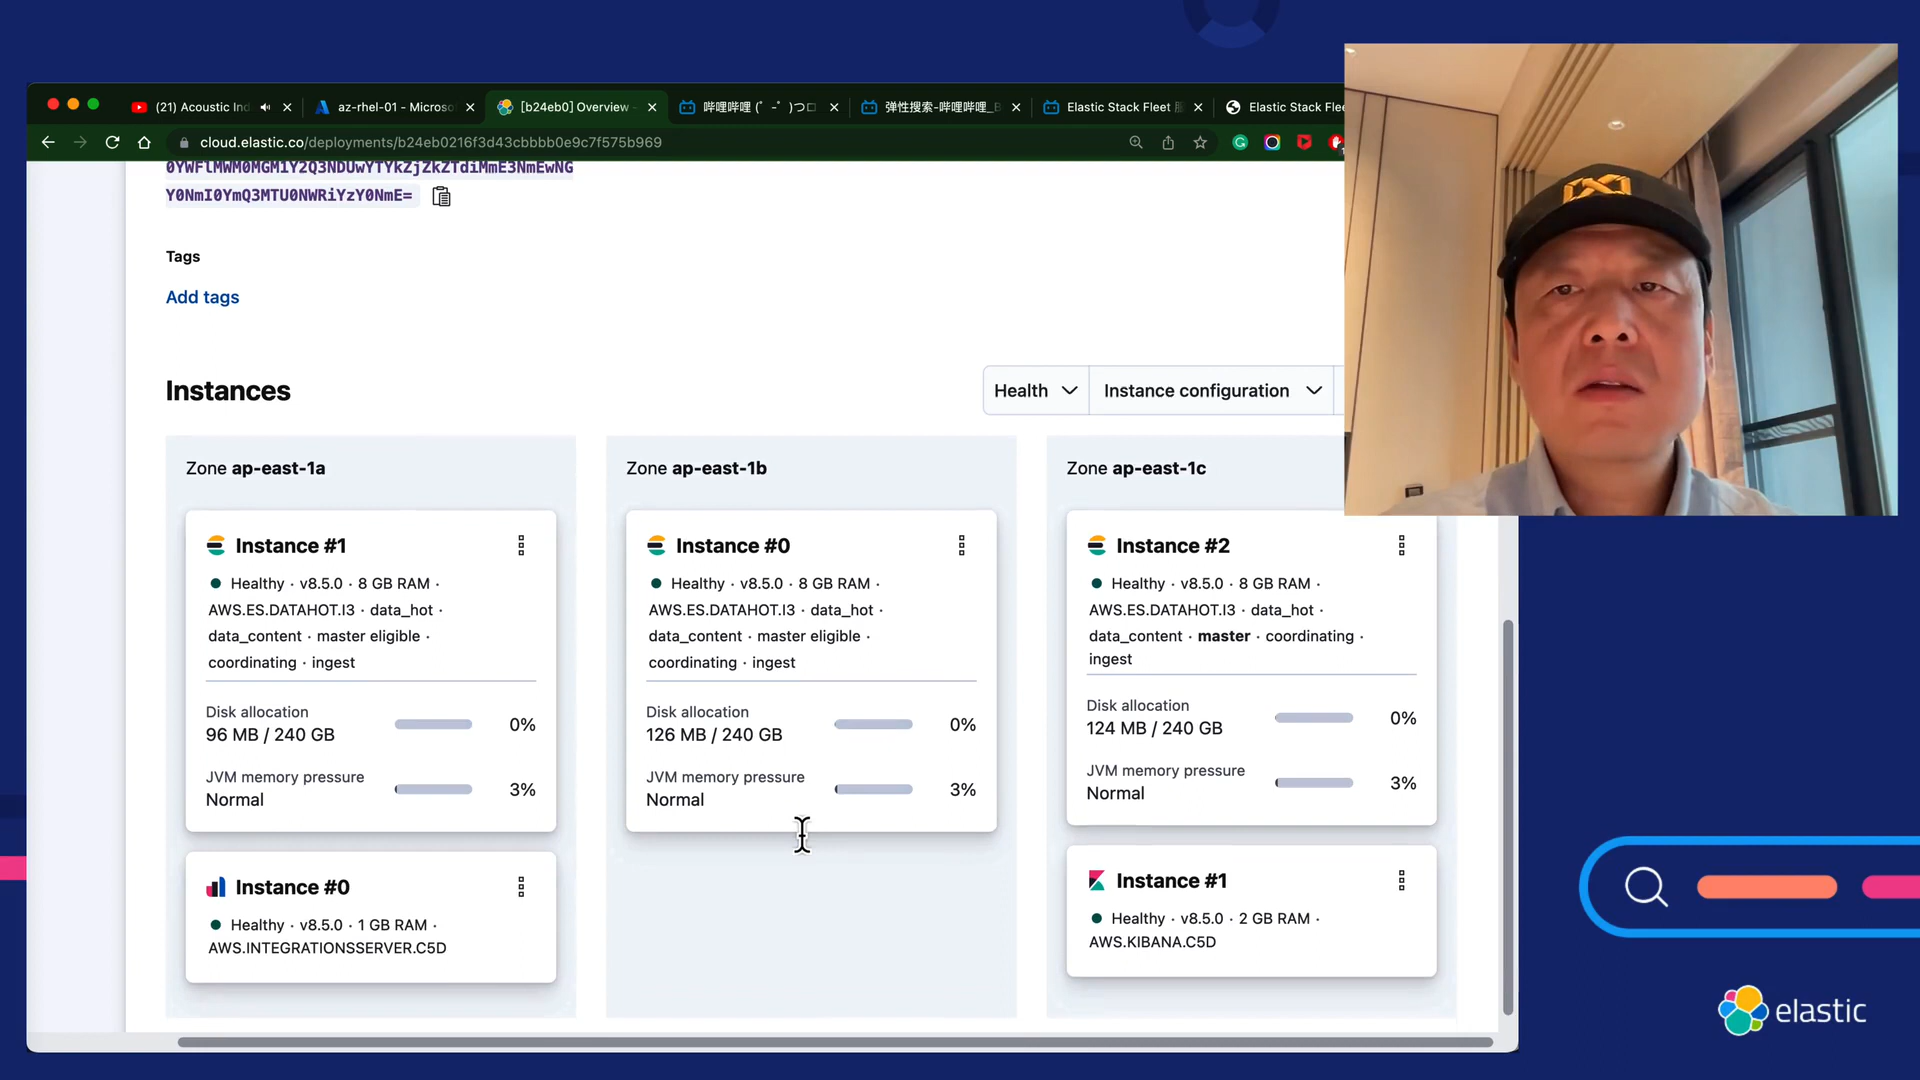 (21) Acoustic Ind
az-rhel-01 - Microso
[b24eb0] Overview -
哔哩哔哩 (゜-゜)つロ
弹性搜索-哔哩哔哩_B
Elastic Stack Fleet 服
Elastic Stack Flee
cloud.elastic.co/deployments/b24eb0216f3d43cbbbb0e9c7f575b969
0YWFlMWM0MGM1Y2Q3NDUwYTYkZjZkZTdiMmE3NmEwNG
Y0NmI0YmQ3MTU0NWRiYzY0NmE=
Tags
Add tags
Instances
Health
Instance configuration
Zone ap-east-1a
Instance #1
Healthy · v8.5.0 · 8 GB RAM ·
AWS.ES.DATAHOT.I3 · data_hot ·
data_content · master eligible ·
coordinating · ingest
Disk allocation
96 MB / 240 GB
0%
JVM memory pressure
Normal
3%
Instance #0
Healthy · v8.5.0 · 1 GB RAM ·
AWS.INTEGRATIONSSERVER.C5D
Zone ap-east-1b
Instance #0
Healthy · v8.5.0 · 8 GB RAM ·
AWS.ES.DATAHOT.I3 · data_hot ·
data_content · master eligible ·
coordinating · ingest
Disk allocation
126 MB / 240 GB
0%
JVM memory pressure
Normal
3%
Zone ap-east-1c
Instance #2
Healthy · v8.5.0 · 8 GB RAM ·
AWS.ES.DATAHOT.I3 · data_hot ·
data_content · master · coordinating ·
ingest
Disk allocation
124 MB / 240 GB
0%
JVM memory pressure
Normal
3%
Instance #1
Healthy · v8.5.0 · 2 GB RAM ·
AWS.KIBANA.C5D
elastic